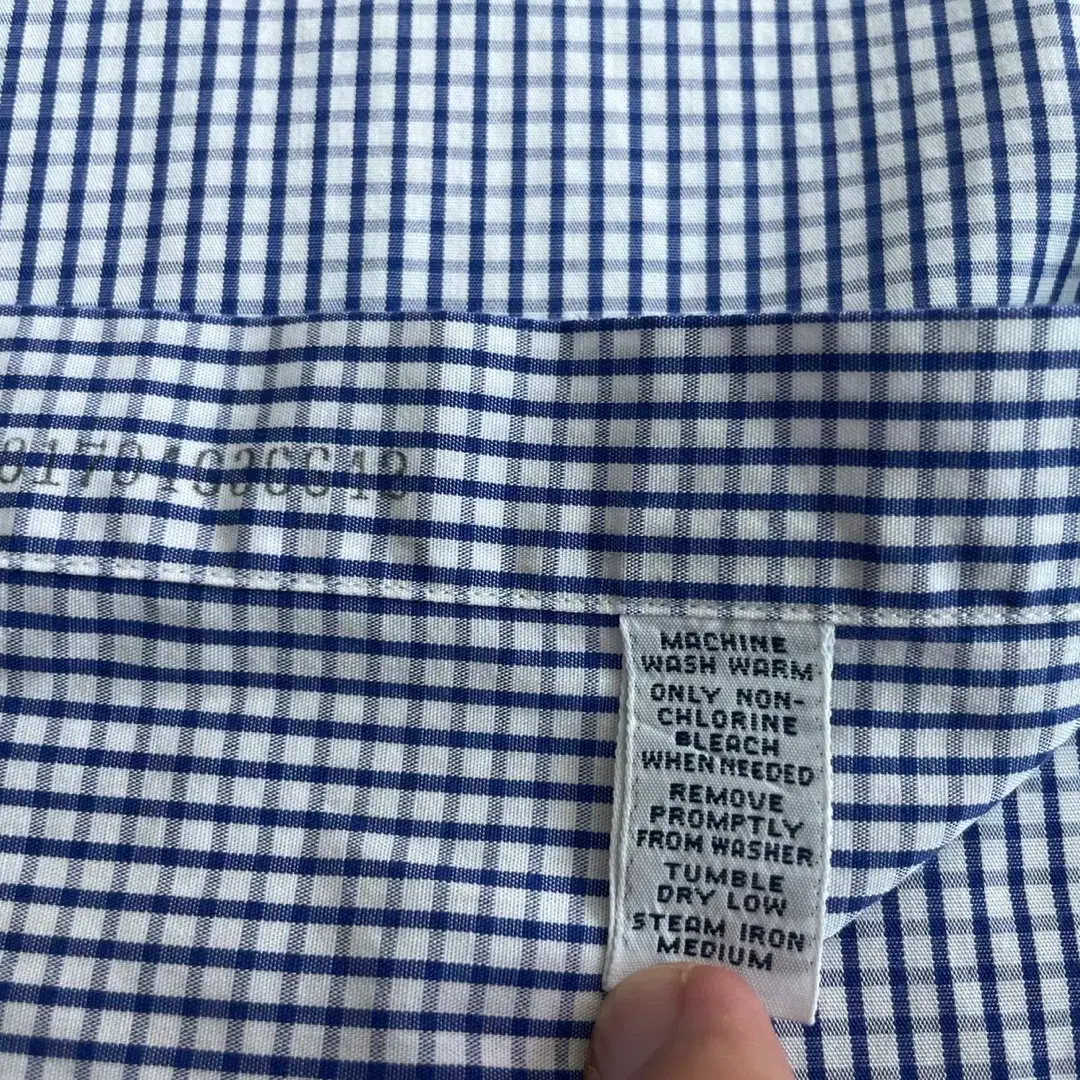 MACHINE
WASH WARM
ONLY NON-
CHLORINE
BLEACH
WHEN NEEDED
REMOVE
PROMPTLY
FROM WASHER
TUMBLE
DRY LOW
STEAM IRON
MEDIUM